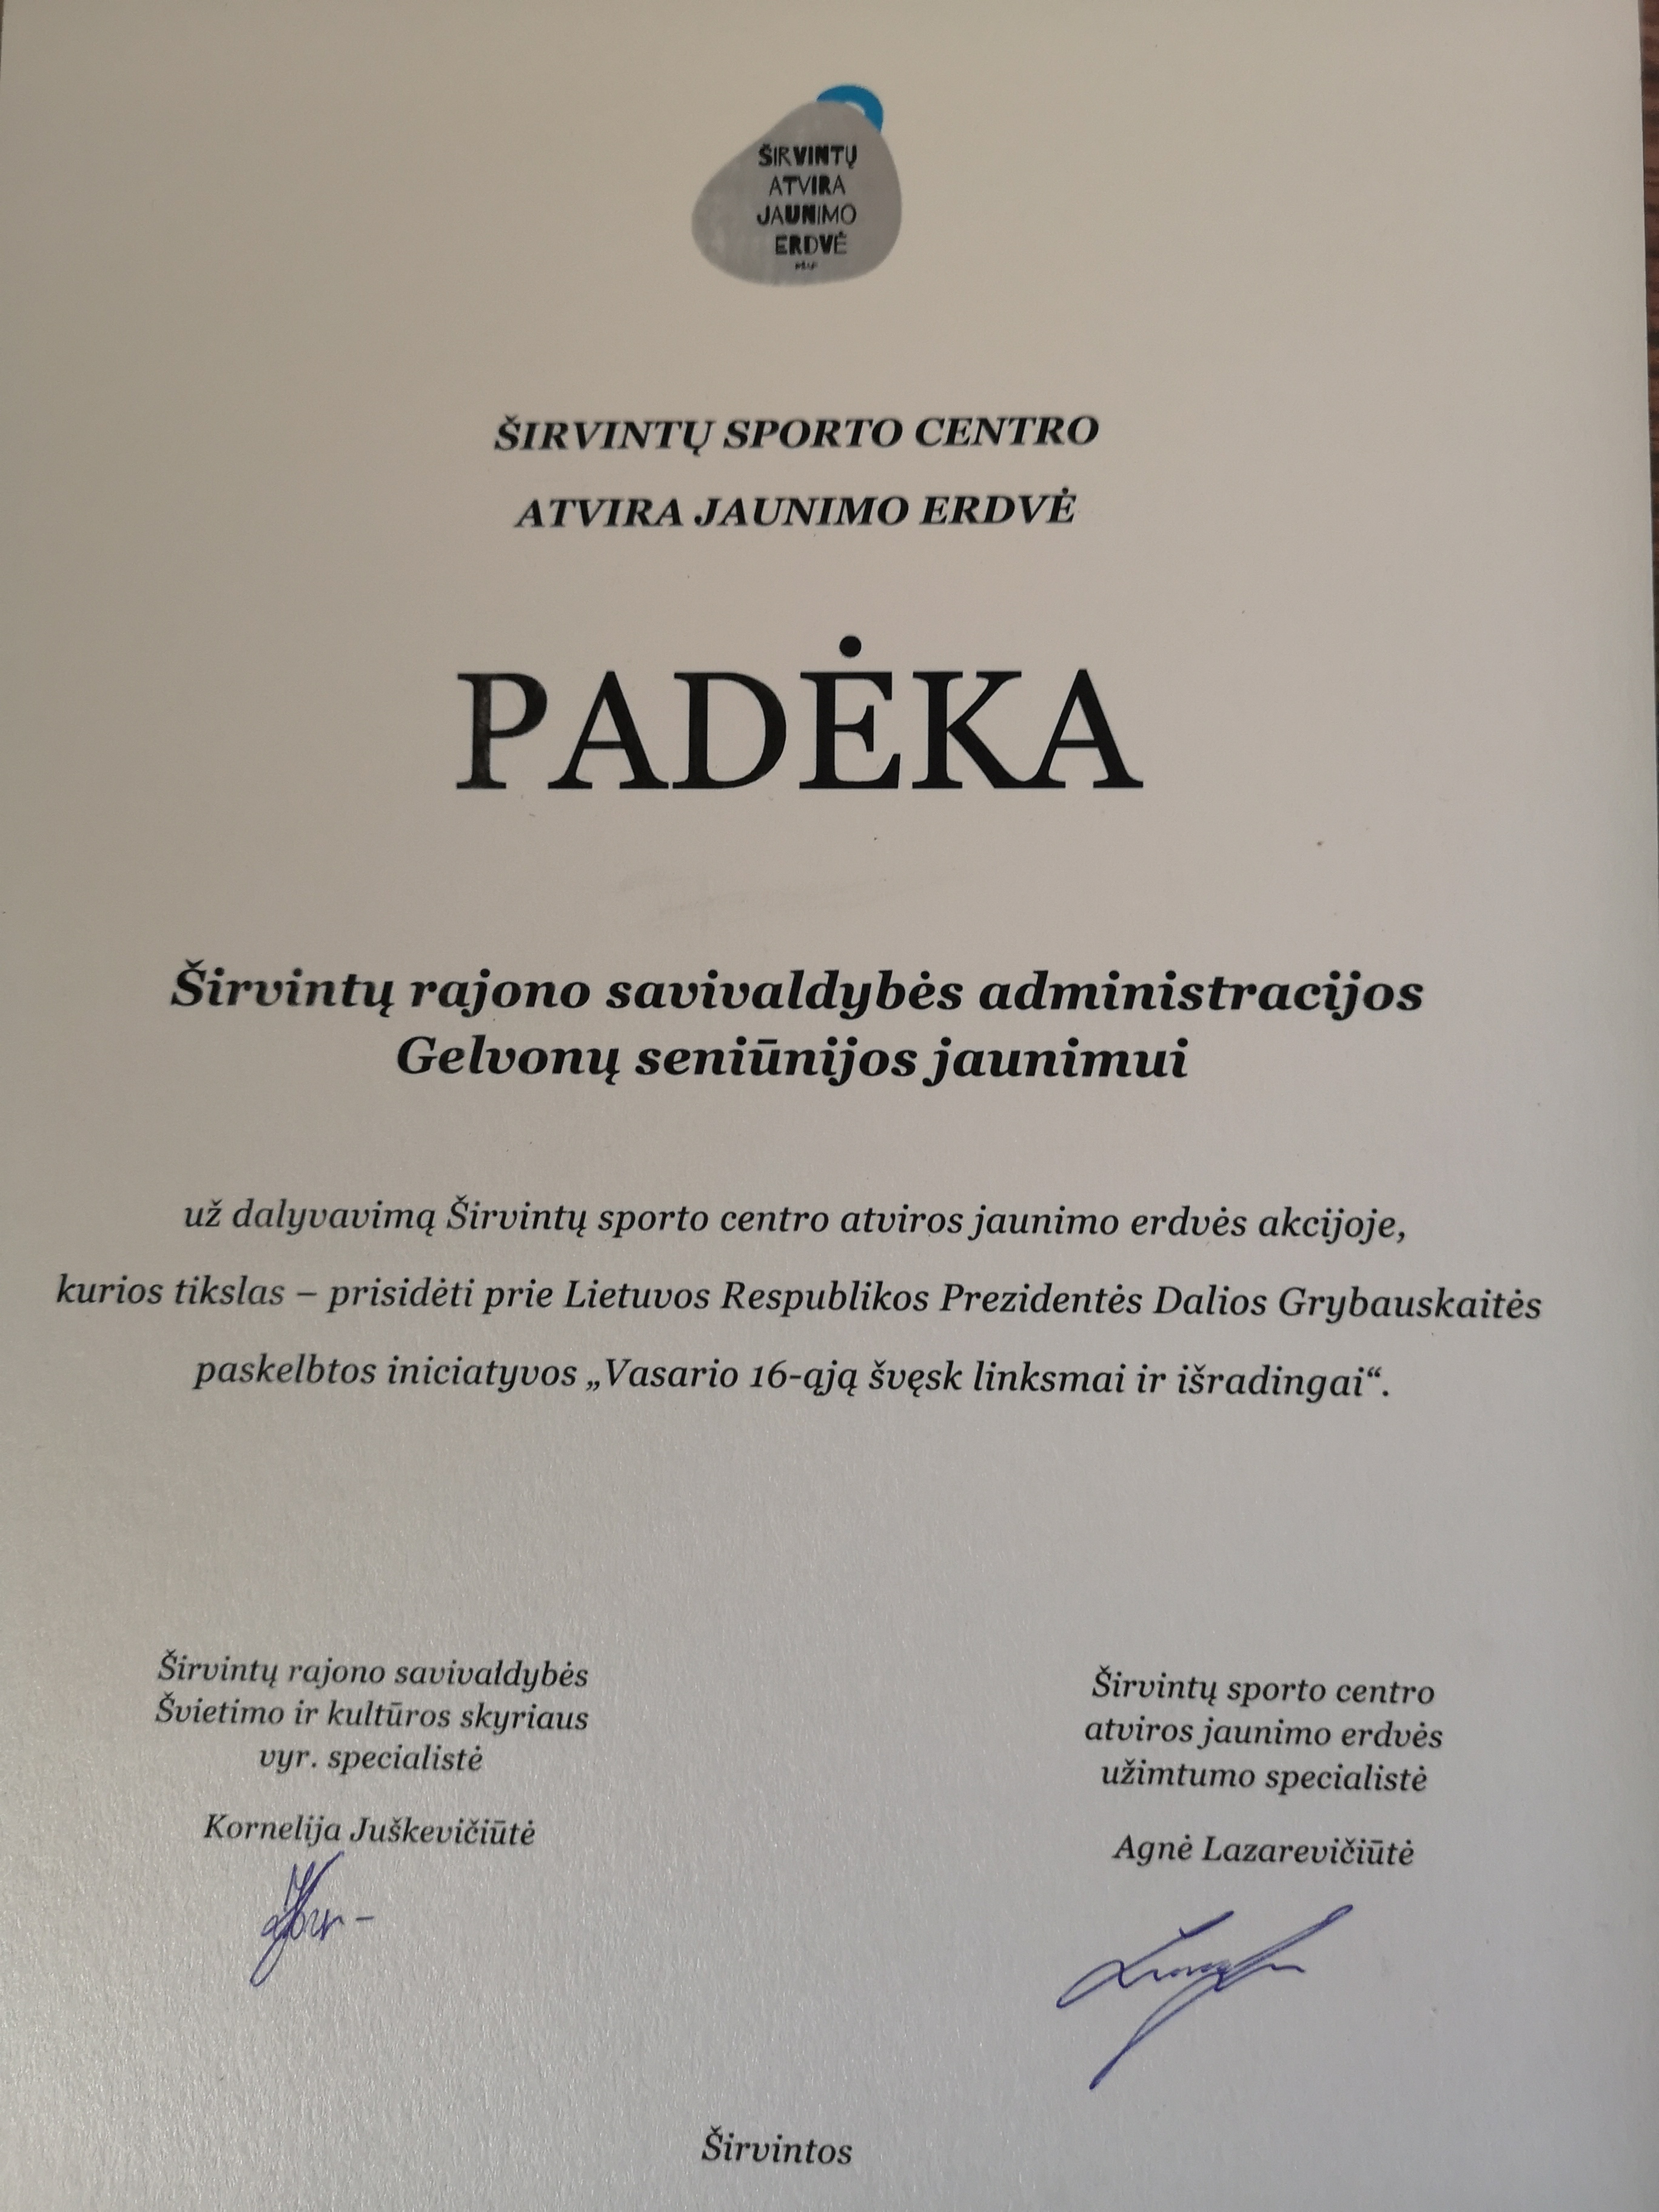 ŠIRVINTŲ
ATVIRA
JAUNIMO
ERDVĖ
ŠIRVINTŲ SPORTO CENTRO
ATVIRA JAUNIMO ERDVĖ
PADĖKA
Širvintų rajono savivaldybės administracijos
Gelvonų seniūnijos jaunimui
už dalyvavimą Širvintų sporto centro atviros jaunimo erdvės akcijoje,
kurios tikslas – prisidėti prie Lietuvos Respublikos Prezidentės Dalios Grybauskaitės
paskelbtos iniciatyvos „Vasario 16-ąją švęsk linksmai ir išradingai“.
Širvintų rajono savivaldybės
Švietimo ir kultūros skyriaus
vyr. specialistė
Kornelija Juškevičiūtė
Širvintų sporto centro
atviros jaunimo erdvės
užimtumo specialistė
Agnė Lazarevičiūtė
Širvintos